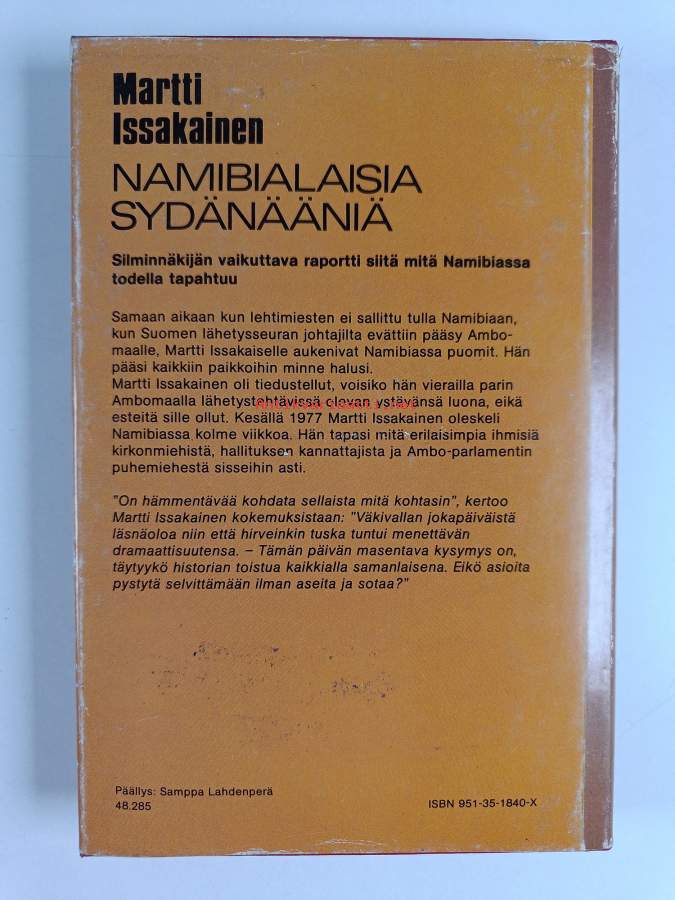 Martti
Issakainen
NAMIBIALAISIA
SYDÄNÄÄNIÄ
Silminnäkijän vaikuttava raportti siitä mitä Namibiassa
todella tapahtuu
Samaan aikaan kun lehtimiesten ei sallittu tulla Namibiaan,
kun Suomen lähetysseuran johtajilta evättiin pääsy Ambo-
maalle, Martti Issakaiselle aukenivat Namibiassa puomit. Hän
pääsi kaikkiin paikkoihin minne halusi.
Martti Issakainen oli tiedustellut, voisiko hän vierailla parin
Ambomaalla lähetystehtävissä olevan ystävänsä luona, eikä
esteitä sille ollut. Kesällä 1977 Martti Issakainen oleskeli
Namibiassa kolme viikkoa. Hän tapasi mitä erilaisimpia ihmisiä
kirkonmiehistä, hallituksen kannattajista ja Ambo-parlamentin
puhemiehestä sisseihin asti.
"On hämmentävää kohdata sellaista mitä kohtasin", kertoo
Martti Issakainen kokemuksistaan: "Väkivallan jokapäiväistä
läsnäoloa niin että hirveinkin tuska tuntui menettävän
dramaattisuutensa. – Tämän päivän masentava kysymys on,
täytyykö historian toistua kaikkialla samanlaisena. Eikö asioita
pystytä selvittämään ilman aseita ja sotaa?"
Päällys: Samppa Lahdenperä
48.285
ISBN 951-35-1840-X